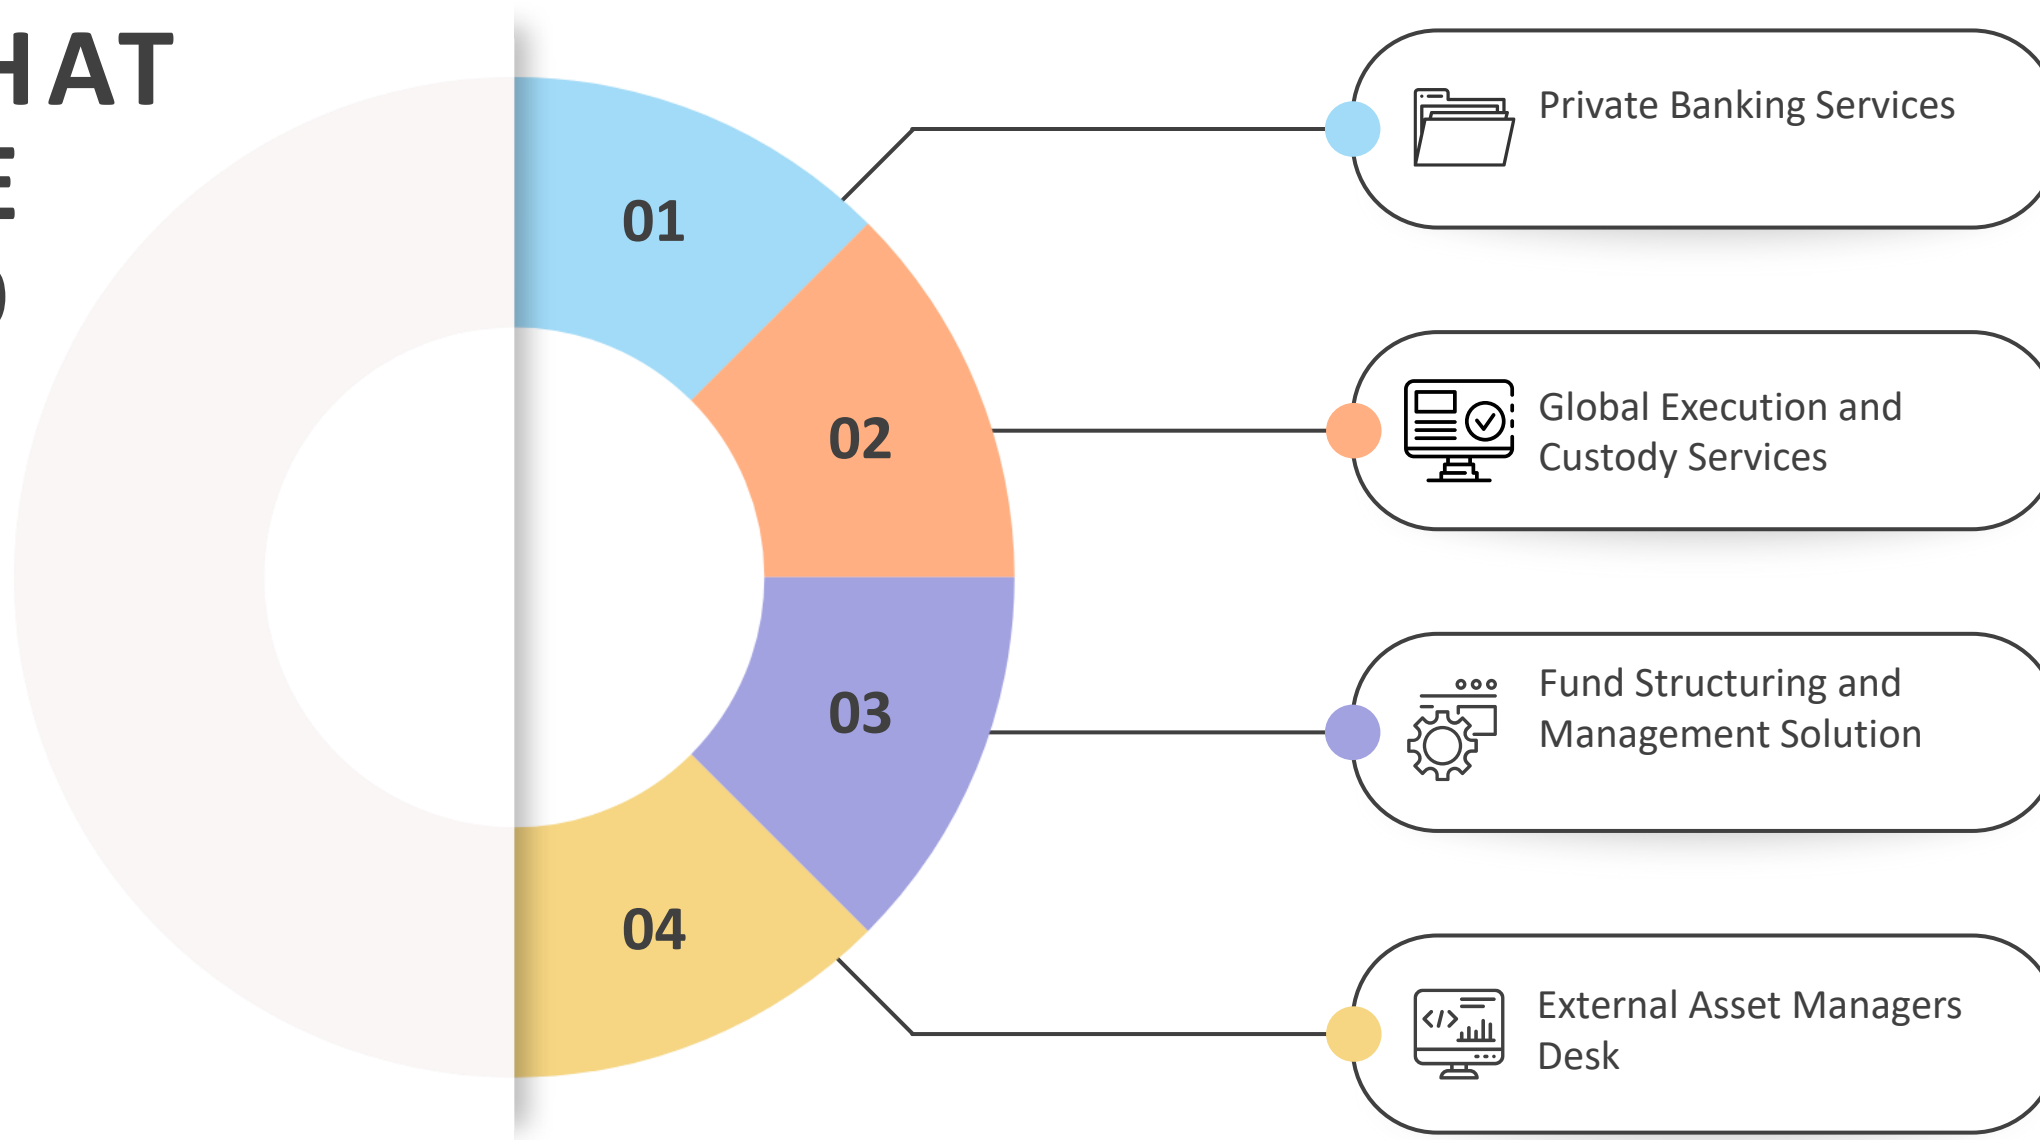 HAT
E
01
02
03
04
Private Banking Services
Global Execution and
Custody Services
Fund Structuring and
Management Solution
External Asset Managers
Desk